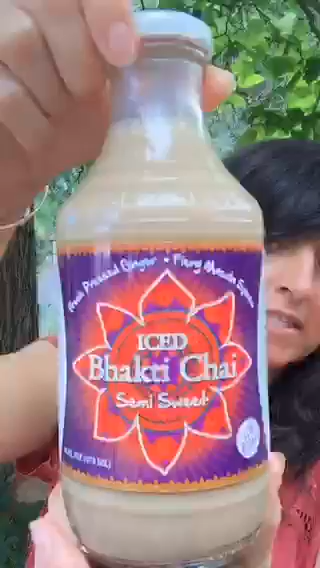 Fresh Pressed Ginger • Fiery Masala Spices
ICED
Bhakti Chai
Semi Sweet